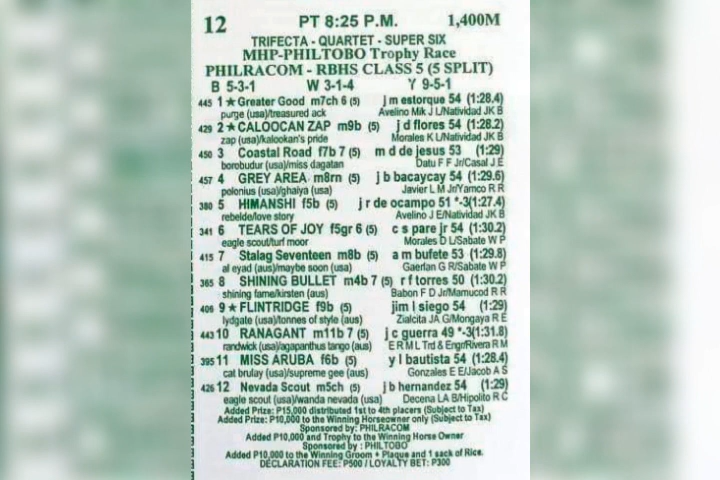 12 PT 8:25 P.M. 1,400M
TRIFECTA - QUARTET - SUPER SIX
MHP-PHILTOBO Trophy Race
PHILRACOM - RBHS CLASS 5 (5 SPLIT)
B 5-3-1 W 3-1-4 Y 9-5-1
445 1 ★ Greater Good m7ch 6 (5) j m estorque 54 (1:28.4)
purge (usa)/treasured ack Avelino Mik J L/Natividad JK B
429 2 ★ CALOOCAN ZAP m9b (5) j d flores 54 (1:28.2)
zap (usa)/kalookan's pride Morales K L/Natividad JK B
450 3 Coastal Road f7b 7 (5) m d de jesus 53 (1:29)
borobudur (usa)/miss dagatan Datu F F Jr/Casal J E
457 4 GREY AREA m8rn (5) j b bacaycay 54 (1:29.6)
polonius (usa)/ghaiya (usa) Javier L M Jr/Yamco R R
380 5 HIMANSHI f5b (5) j r de ocampo 51 *-3(1:27.4)
rebelde/love story Avelino J E/Natividad JK B
341 6 TEARS OF JOY f5gr 6 (5) c s pare jr 54 (1:30.2)
eagle scout/turf moor Morales D L/Sabate W P
415 7 Stalag Seventeen m8b (5) a m bufete 53 (1:29.8)
al eyad (aus)/maybe soon (usa) Gaerlan G R/Sabate W P
365 8 SHINING BULLET m4b 7 (5) r f torres 50 (1:30.2)
shining fame/kirsten (aus) Babon F D Jr/Mamucod R R
406 9 ★ FLINTRIDGE f9b (5) jim l siego 54 (1:29)
lydgate (usa)/tonnes of style (aus) Zialcita JA G/Mongaya R E
443 10 RANAGANT m11b 7 (5) j c guerra 49 *-3(1:31.8)
randwick (usa)/agapanthus tango (aus) E R M L Trd & Engr/Rivera R M
395 11 MISS ARUBA f6b (5) y l bautista 54 (1:28.4)
cat brulay (usa)/supreme gee (aus) Gonzales E E/Jacob A S
426 12 Nevada Scout m5ch (5) j b hernandez 54 (1:29)
eagle scout (usa)/wanda nevada (usa) Decena LA B/Hipolito R C
Added Prize: P15,000 distributed 1st to 4th placers (Subject to Tax)
Added Prize: P10,000 to the Winning Horseowner only (Subject to Tax)
Sponsored by: PHILRACOM
Added P10,000 and Trophy to the Winning Horse Owner
Sponsored by : PHILTOBO
Added P10,000 to the Winning Groom + Plaque and 1 sack of Rice.
DECLARATION FEE: P500 / LOYALTY BET: P300